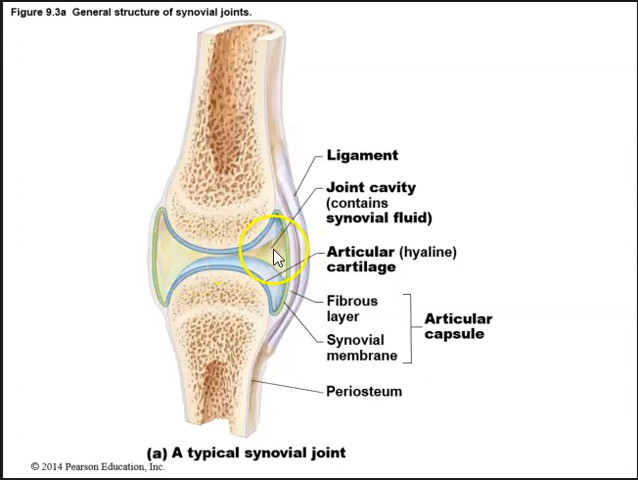 Figure 9.3a General structure of synovial joints.
Ligament
Joint cavity
(contains
synovial fluid)
Articular (hyaline)
cartilage
Fibrous
layer
Synovial
membrane
Articular
capsule
Periosteum
(a) A typical synovial joint
© 2014 Pearson Education, Inc.